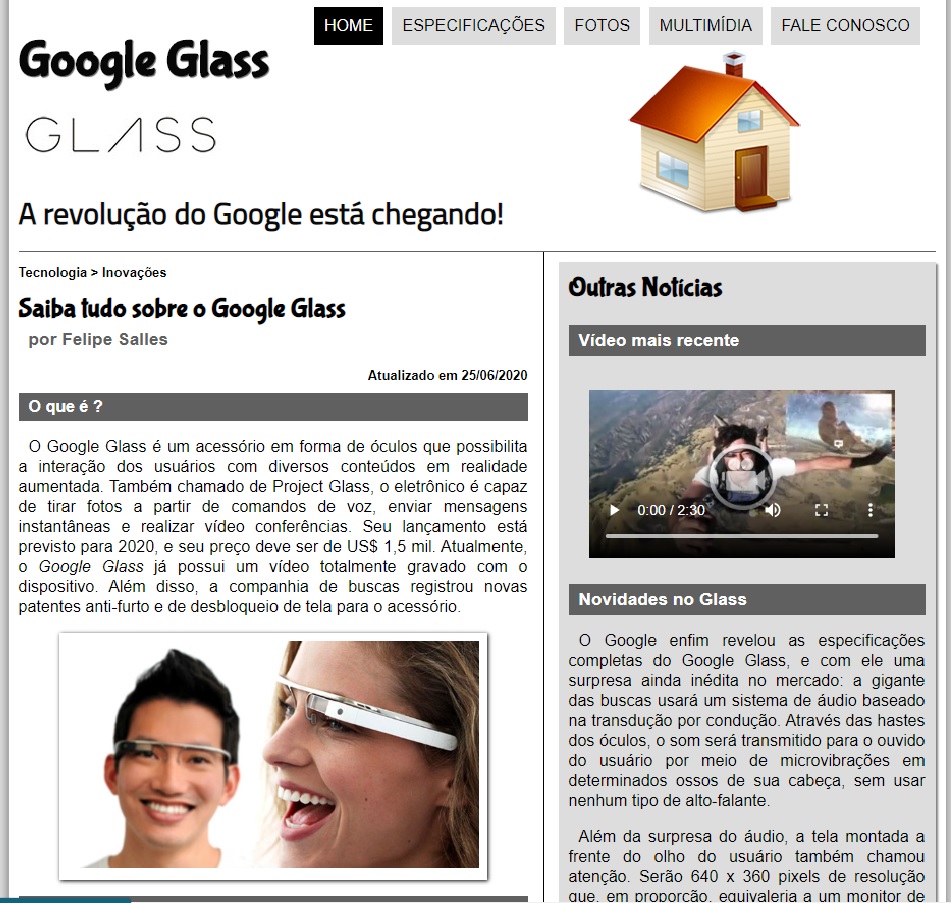 HOME
ESPECIFICAÇÕES
FOTOS
MULTIMÍDIA
FALE CONOSCO
Google Glass
GLASS
A revolução do Google está chegando!
Tecnologia > Inovações
Saiba tudo sobre o Google Glass
por Felipe Salles
Atualizado em 25/06/2020
O que é ?
O Google Glass é um acessório em forma de óculos que possibilita
a interação dos usuários com diversos conteúdos em realidade
aumentada. Também chamado de Project Glass, o eletrônico é capaz
de tirar fotos a partir de comandos de voz, enviar mensagens
instantâneas e realizar vídeo conferências. Seu lançamento está
previsto para 2020, e seu preço deve ser de US$ 1,5 mil. Atualmente,
o Google Glass já possui um vídeo totalmente gravado com o
dispositivo. Além disso, a companhia de buscas registrou novas
patentes anti-furto e de desbloqueio de tela para o acessório.
Outras Notícias
Vídeo mais recente
0:00 / 2:30
Novidades no Glass
O Google enfim revelou as especificações
completas do Google Glass, e com ele uma
surpresa ainda inédita no mercado: a gigante
das buscas usará um sistema de áudio baseado
na transdução por condução. Através das hastes
dos óculos, o som será transmitido para o ouvido
do usuário por meio de microvibrações em
determinados ossos de sua cabeça, sem usar
nenhum tipo de alto-falante.
Além da surpresa do áudio, a tela montada a
frente do olho do usuário também chamou
atenção. Serão 640 x 360 pixels de resolução
que, em proporção, equivaleria a um monitor de